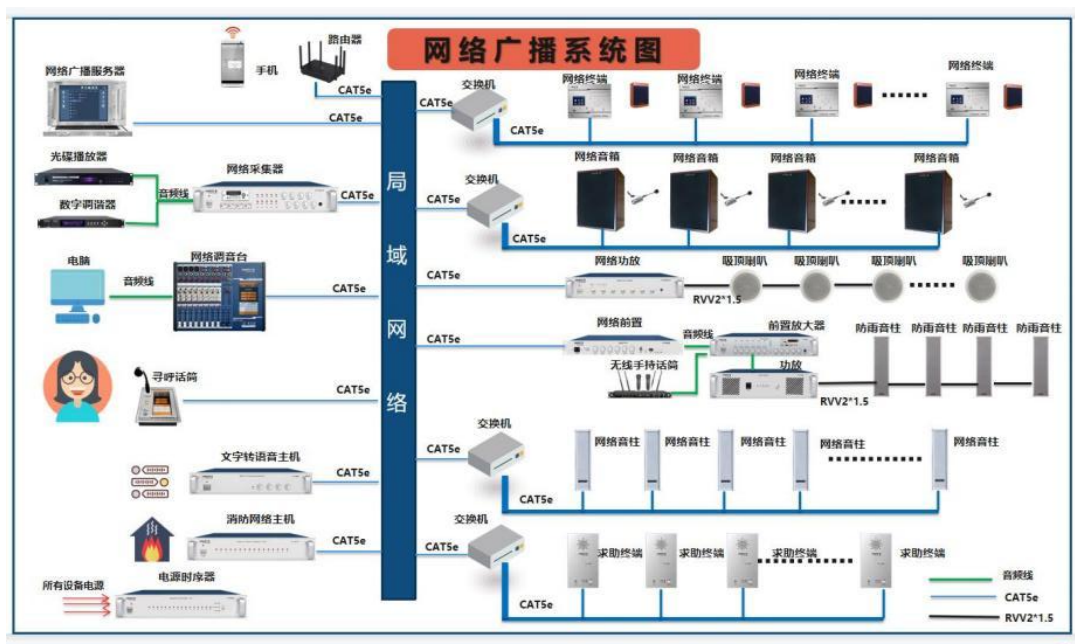 网络广播系统图
手机
路由器
网络广播服务器
CAT5e
CAT5e
光碟播放器
数字调谐器
音频线
网络采集器
CAT5e
电脑
音频线
网络调音台
CAT5e
寻呼话筒
CAT5e
文字转语音主机
CAT5e
消防网络主机
CAT5e
所有设备电源
电源时序器
局域网络
CAT5e
交换机
CAT5e
网络终端
网络终端
网络终端
网络终端
CAT5e
交换机
CAT5e
网络音箱
网络音箱
网络音箱
网络音箱
CAT5e
网络功放
RVV2*1.5
吸顶喇叭
吸顶喇叭
吸顶喇叭
吸顶喇叭
CAT5e
网络前置
音频线
前置放大器
无线手持话筒
功放
RVV2*1.5
防雨音柱
防雨音柱
防雨音柱
防雨音柱
CAT5e
交换机
CAT5e
网络音柱
网络音柱
网络音柱
网络音柱
网络音柱
CAT5e
交换机
CAT5e
求助终端
求助终端
求助终端
求助终端
音频线
CAT5e
RVV2*1.5